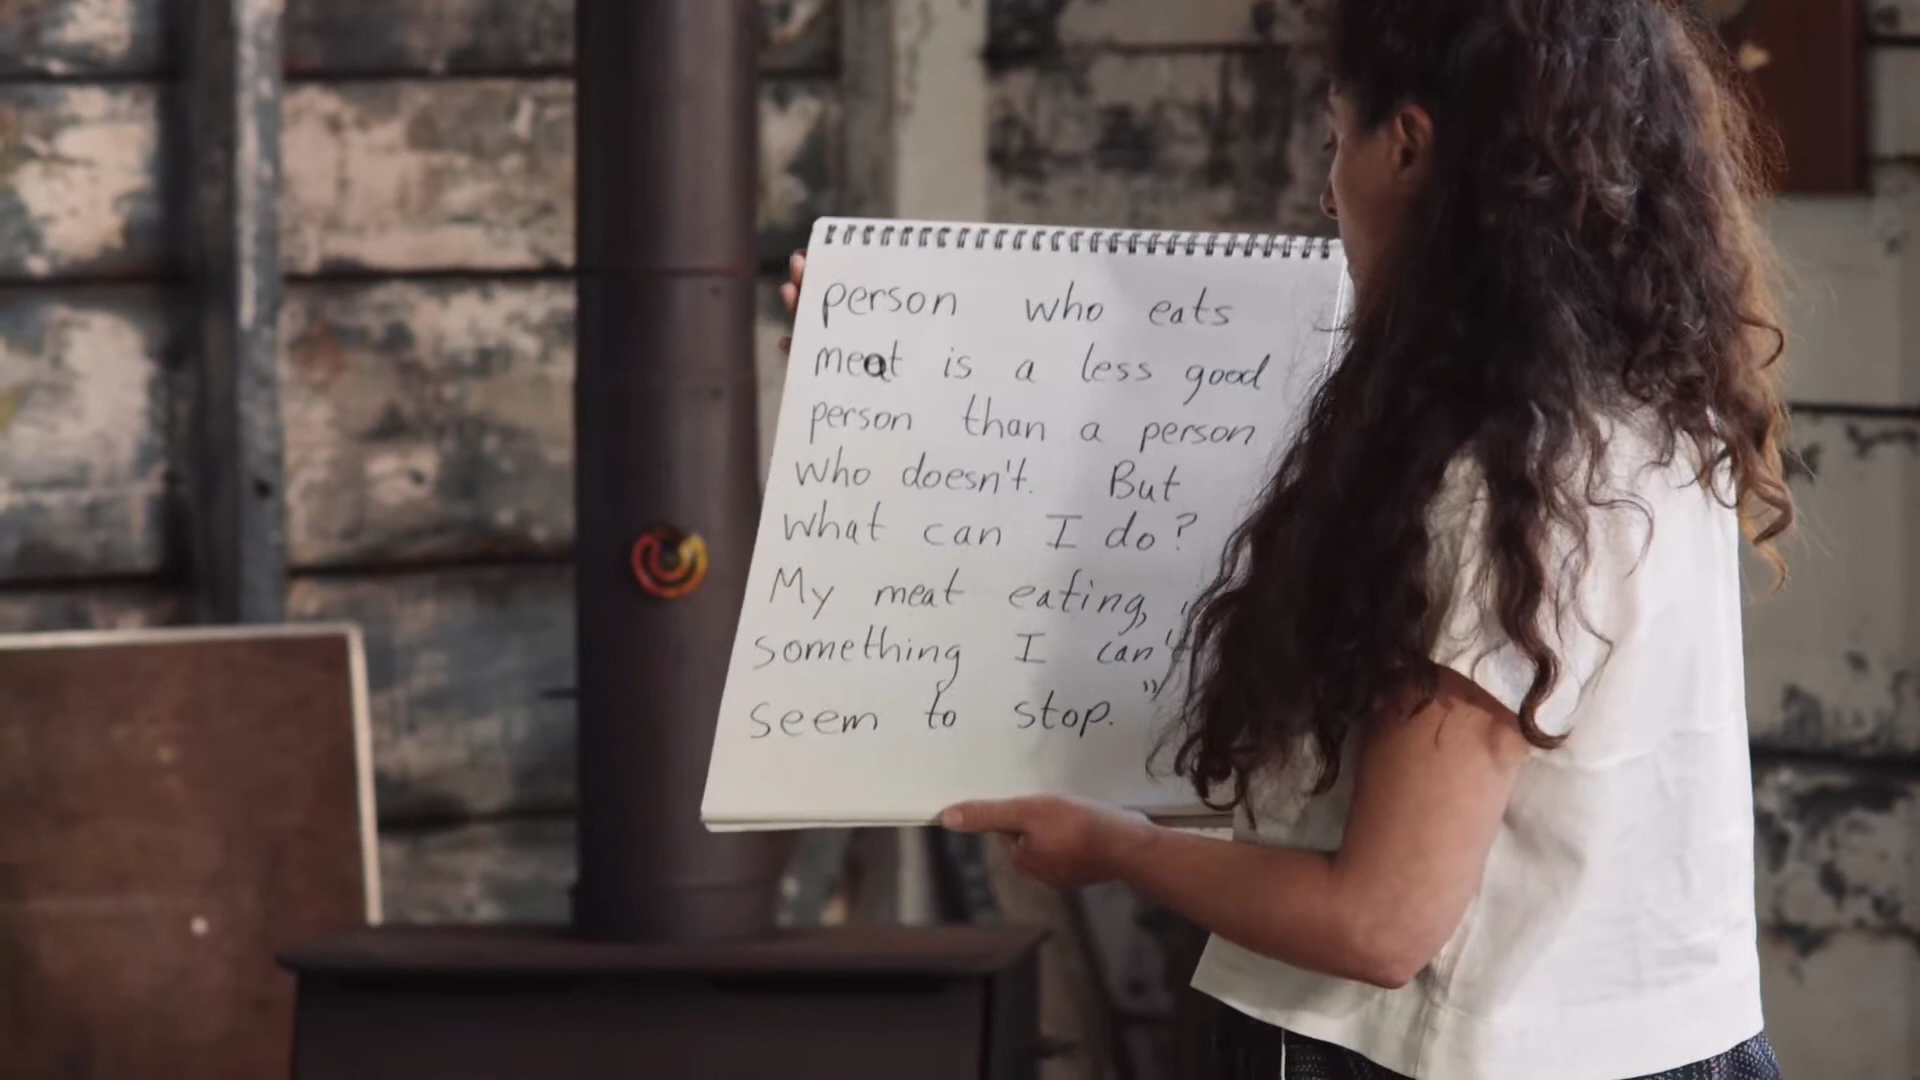 person who eats
meat is a less good
person than a person
who doesn't. But
what can I do?
My meat eating,
something I can't
seem to stop."